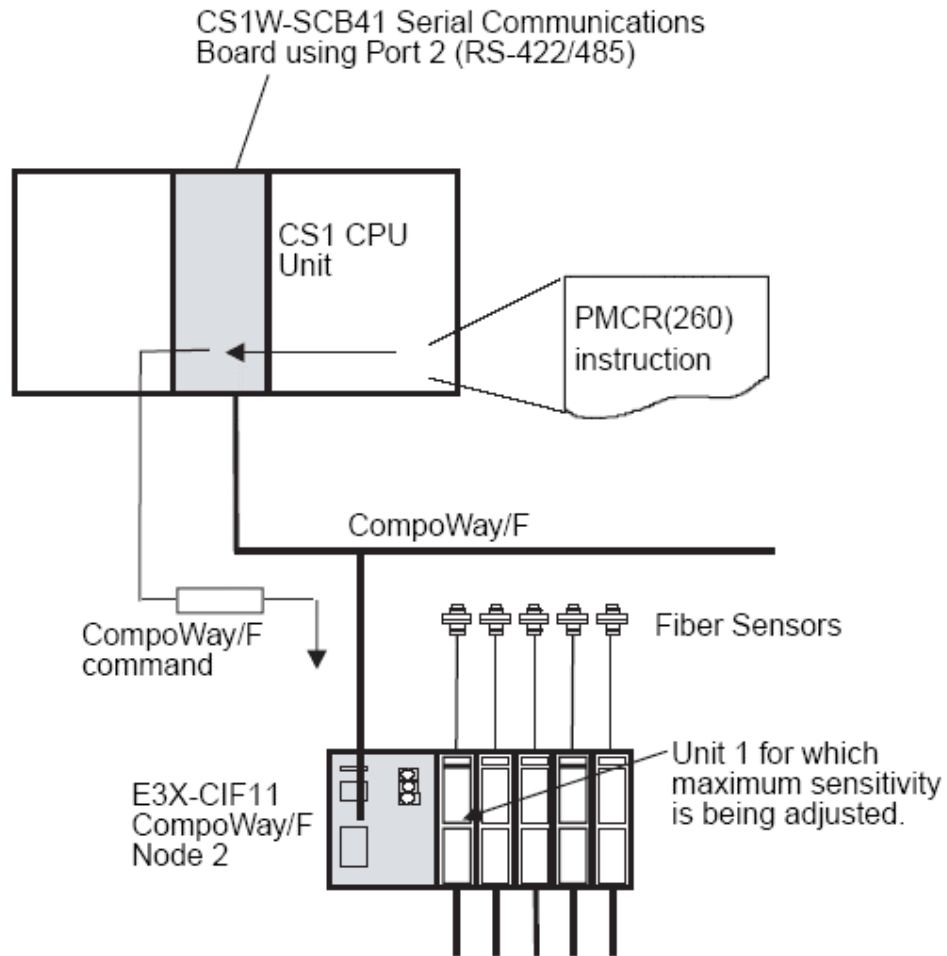 CS1W-SCB41 Serial Communications
Board using Port 2 (RS-422/485)
CS1 CPU
Unit
PMCR(260)
instruction
CompoWay/F
CompoWay/F
command
Fiber Sensors
Unit 1 for which
maximum sensitivity
is being adjusted.
E3X-CIF11
CompoWay/F
Node 2